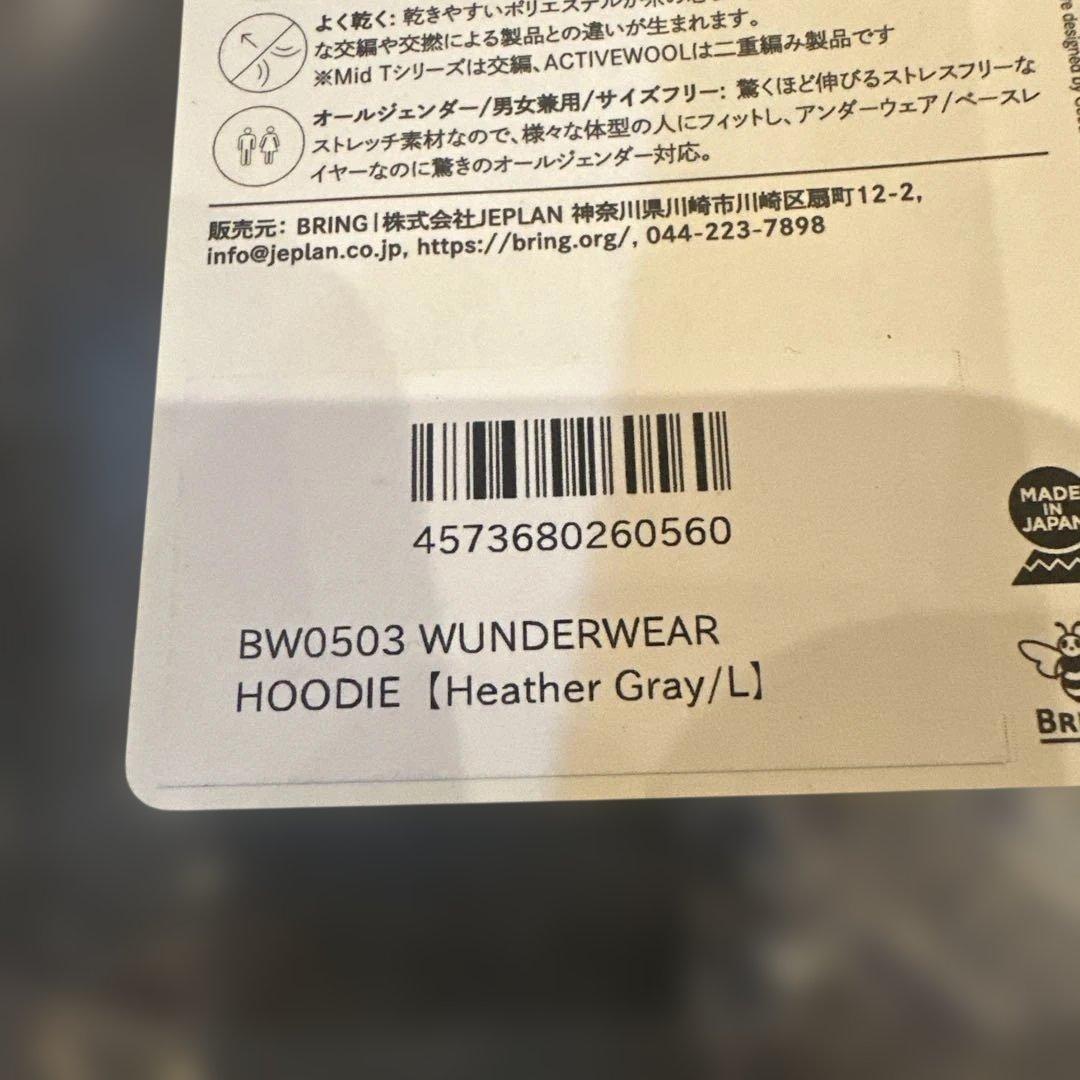 よく乾く: 乾きやすいポリエステルが
な交編や交撚による製品との違いが生まれます。
※Mid Tシリーズは交編、ACTIVEWOOLは二重編み製品です
オールジェンダー/男女兼用/サイズフリー: 驚くほど伸びるストレスフリーな
ストレッチ素材なので、様々な体型の人にフィットし、アンダーウェア/ベースレ
イヤーなのに驚きのオールジェンダー対応。
販売元: BRING|株式会社JEPLAN 神奈川県川崎市川崎区扇町12-2,
info@jeplan.co.jp, https://bring.org/, 044-223-7898
4573680260560
BW0503 WUNDERWEAR
HOODIE【Heather Gray/L】
MADE
IN
JAPAN
designed by